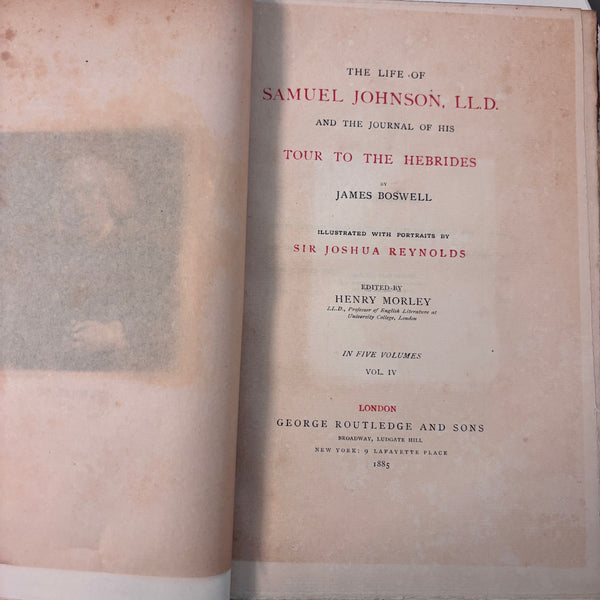 THE LIFE OF
SAMUEL JOHNSON, LL.D.
AND THE JOURNAL OF HIS
TOUR TO THE HEBRIDES
BY
JAMES BOSWELL
ILLUSTRATED WITH PORTRAITS BY
SIR JOSHUA REYNOLDS
EDITED BY
HENRY MORLEY
LL.D., Professor of English Literature at
University College, London
IN FIVE VOLUMES
VOL. IV
LONDON
GEORGE ROUTLEDGE AND SONS
BROADWAY, LUDGATE HILL
NEW YORK: 9 LAFAYETTE PLACE
1885